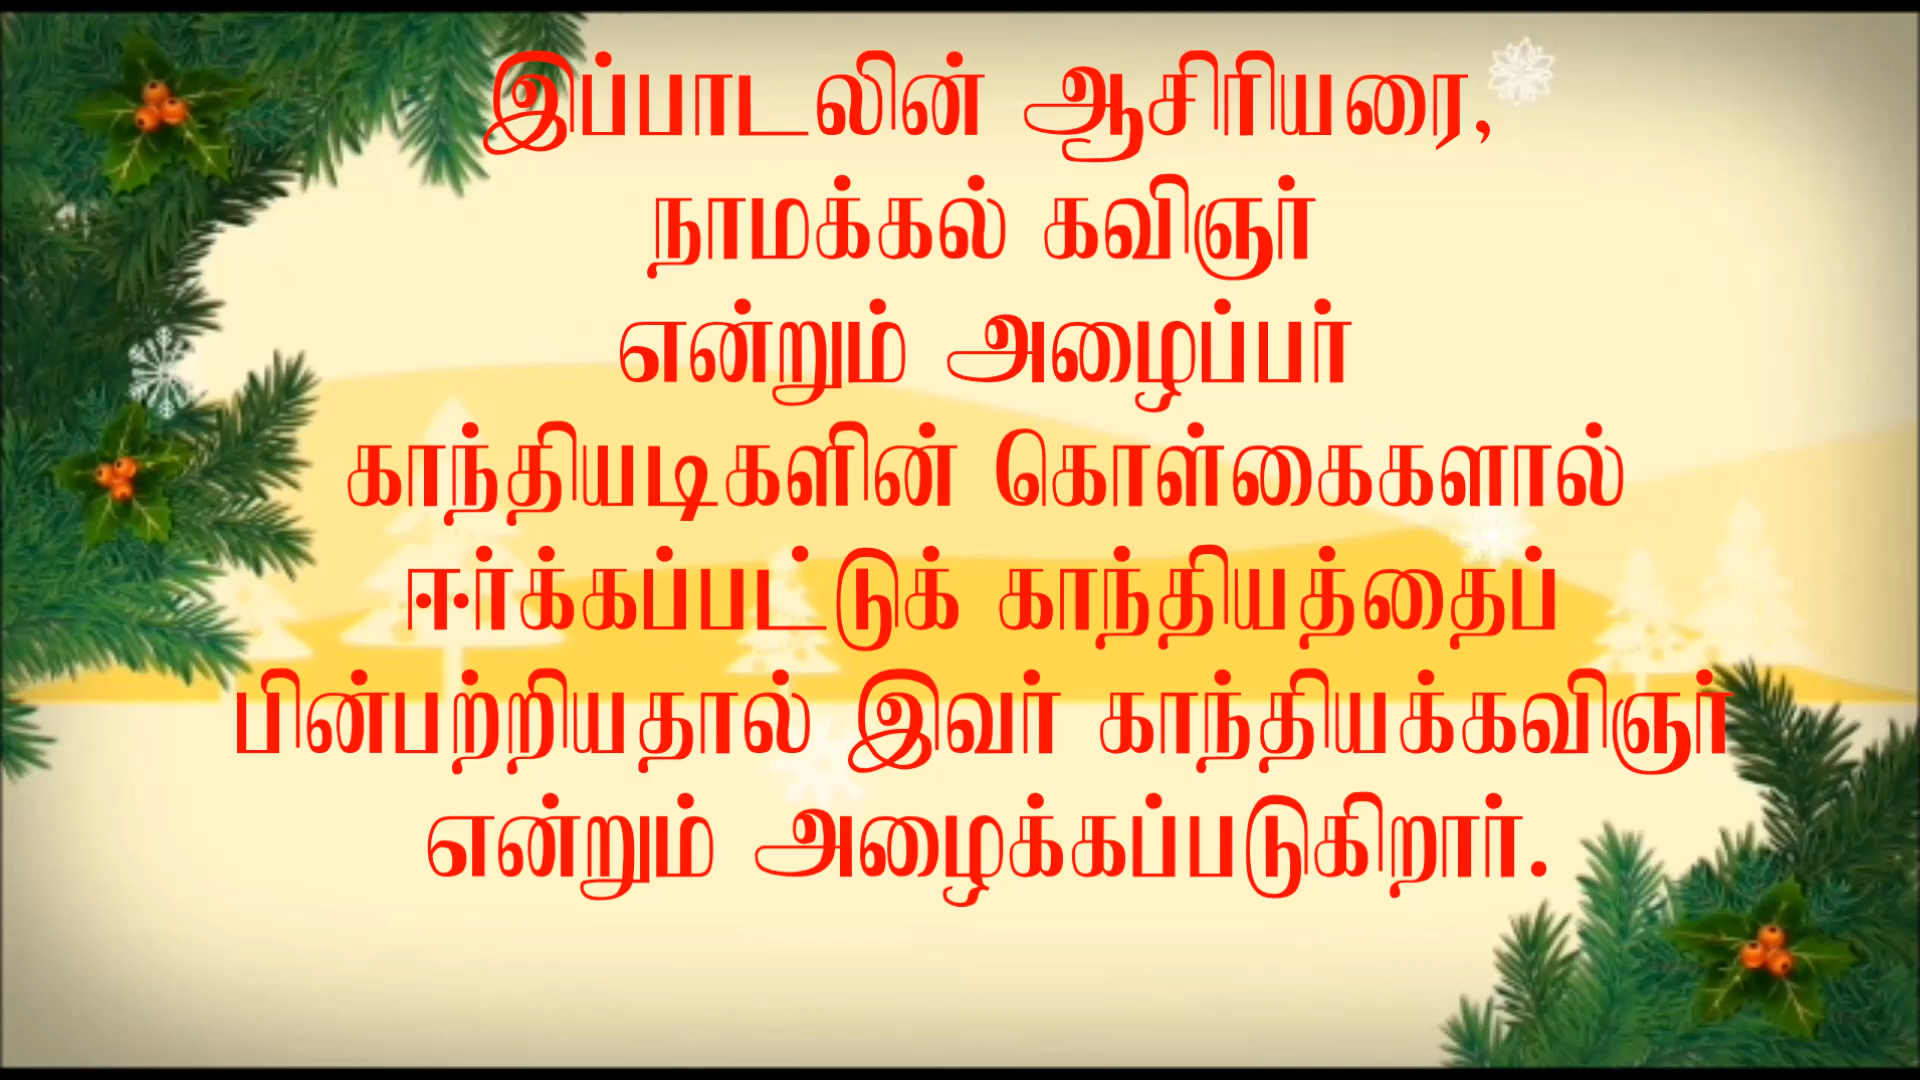 இப்பாடலின் ஆசிரியரை,
நாமக்கல் கவிஞர்
என்றும் அழைப்பர்
காந்தியடிகளின் கொள்கைகளால்
ஈர்க்கப்பட்டுக் காந்தியத்தைப்
பின்பற்றியதால் இவர் காந்தியக்கவிஞர்
என்றும் அழைக்கப்படுகிறார்.